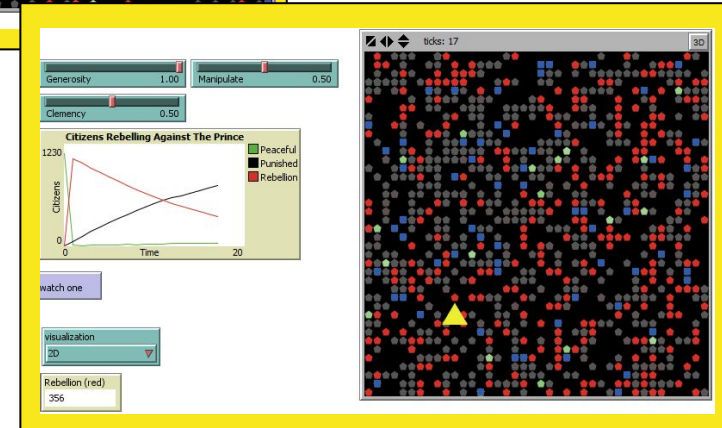 ticks: 17
3D
Generosity 1.00
Manipulate 0.50
Clemency 0.50
Citizens Rebelling Against The Prince
1230
Citizens
0
0
Time
20
Peaceful
Punished
Rebellion
watch one
visualization
2D
Rebellion (red)
356